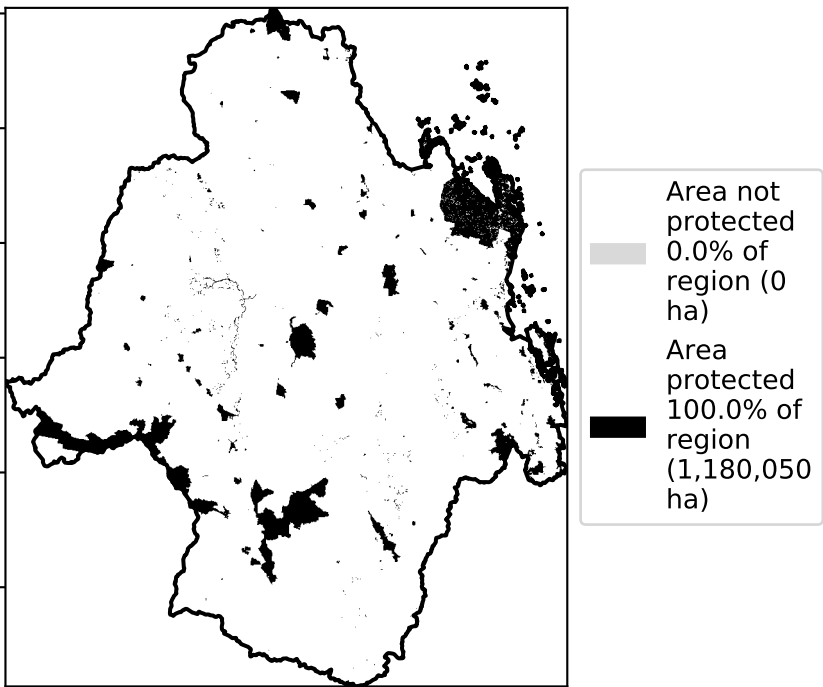 Area not
protected
0.0% of
region (0
ha)
Area
protected
100.0% of
region
(1,180,050
ha)